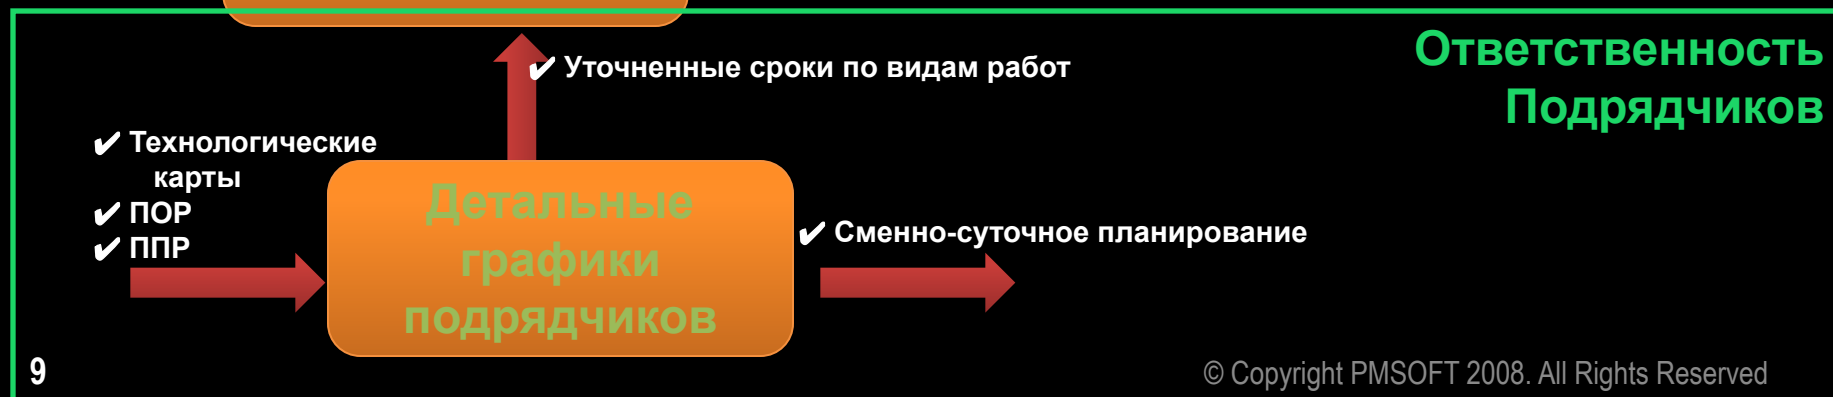 Ответственность
Подрядчиков
✔ Уточненные сроки по видам работ
✔ Технологические
карты
✔ ПОР
✔ ППР
Детальные
графики
подрядчиков
✔ Сменно-суточное планирование
9
© Copyright PMSOFT 2008. All Rights Reserved